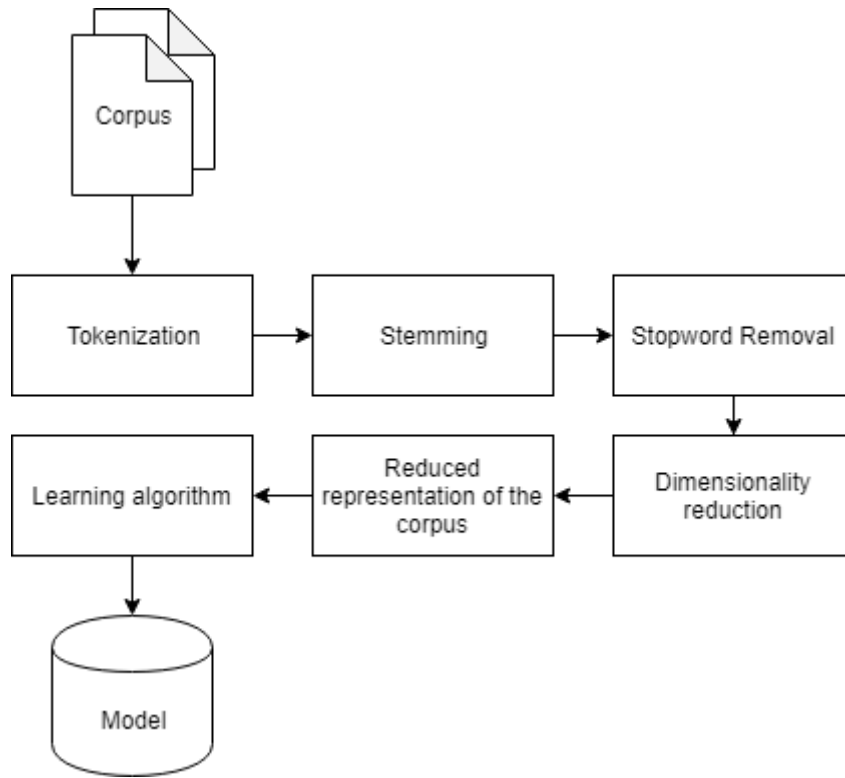 Corpus
Tokenization
Stemming
Stopword Removal
Dimensionality
reduction
Reduced
representation of the
corpus
Learning algorithm
Model